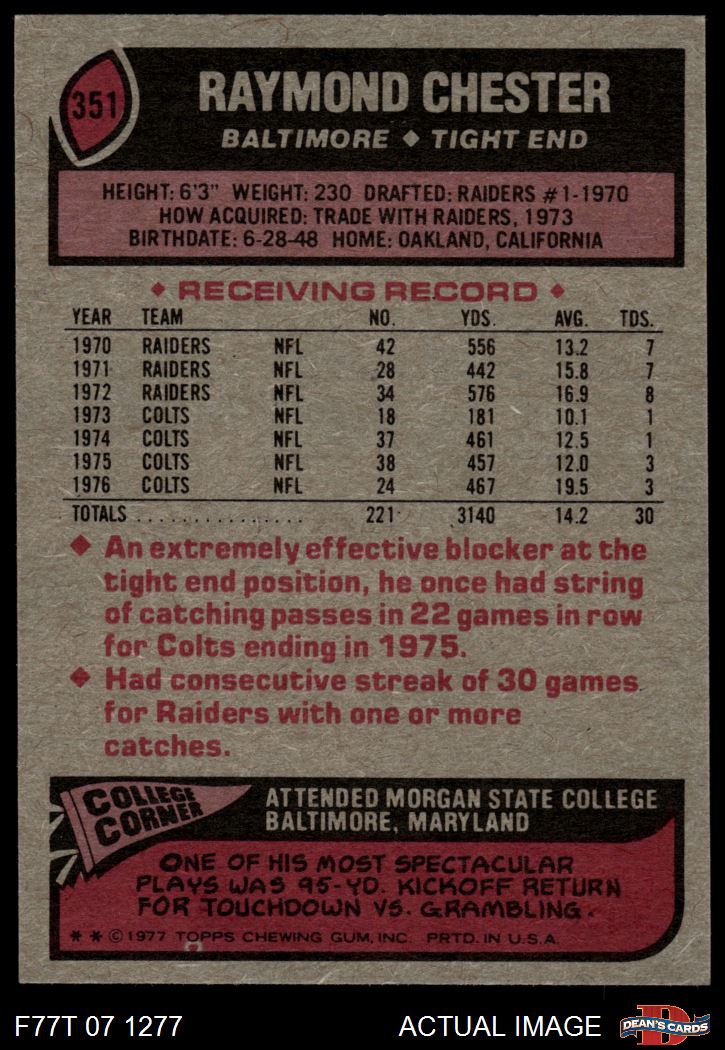 351
RAYMOND CHESTER
BALTIMORE ◆ TIGHT END
HEIGHT: 6'3" WEIGHT: 230 DRAFTED: RAIDERS #1-1970
HOW ACQUIRED: TRADE WITH RAIDERS, 1973
BIRTHDATE: 6-28-48 HOME: OAKLAND, CALIFORNIA
◆ RECEIVING RECORD ◆
YEAR TEAM NO. YDS. AVG. TDS.
1970 RAIDERS NFL 42 556 13.2 7
1971 RAIDERS NFL 28 442 15.8 7
1972 RAIDERS NFL 34 576 16.9 8
1973 COLTS NFL 18 181 10.1 1
1974 COLTS NFL 37 461 12.5 1
1975 COLTS NFL 38 457 12.0 3
1976 COLTS NFL 24 467 19.5 3
TOTALS ................ 221 3140 14.2 30
◆ An extremely effective blocker at the
tight end position, he once had string
of catching passes in 22 games in row
for Colts ending in 1975.
◆ Had consecutive streak of 30 games
for Raiders with one or more
catches.
COLLEGE
CORNER
ATTENDED MORGAN STATE COLLEGE
BALTIMORE, MARYLAND
ONE OF HIS MOST SPECTACULAR
PLAYS WAS 95-YD. KICKOFF RETURN
FOR TOUCHDOWN VS. GRAMBLING.
* * © 1977 TOPPS CHEWING GUM, INC. PRTD. IN U.S.A.
F77T 07 1277 ACTUAL IMAGE D DEAN'S CARDS